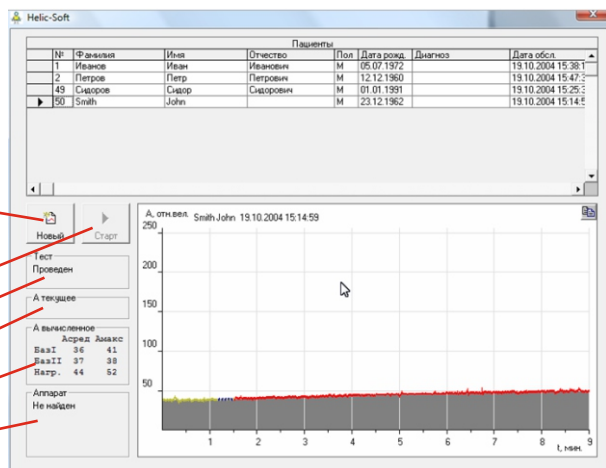 Helic-Soft
Пациенты
№ Фамилия Имя Отчество Пол Дата рожд. Диагноз Дата обсл.
1 Иванов Иван Иванович М 05.07.1972 19.10.2004 15:38:1
2 Петров Петр Петрович М 12.12.1960 19.10.2004 15:47:3
49 Сидоров Сидор Сидорович М 01.01.1991 19.10.2004 15:25:3
50 Smith John М 23.12.1962 19.10.2004 15:14:5
Новый Старт
Тест
Проведен
А текущее
А вычисленное
Асред Амакс
БазI 36 41
БазII 37 38
Нагр. 44 52
Аппарат
Не найден
А, отн.вел. Smith John 19.10.2004 15:14:59
250
200
150
100
50
1 2 3 4 5 6 7 8 9
t, мин.